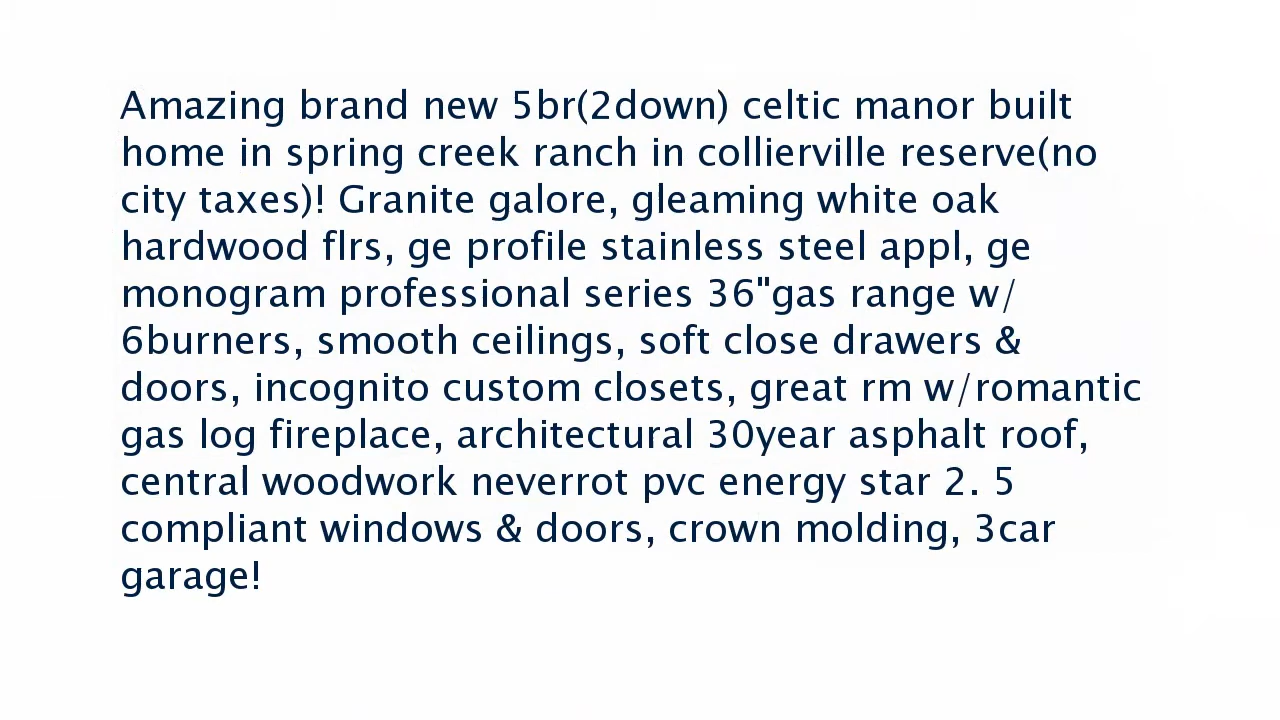 Amazing brand new 5br(2down) celtic manor built
home in spring creek ranch in collierville reserve(no
city taxes)! Granite galore, gleaming white oak
hardwood flrs, ge profile stainless steel appl, ge
monogram professional series 36"gas range w/
6burners, smooth ceilings, soft close drawers &
doors, incognito custom closets, great rm w/romantic
gas log fireplace, architectural 30year asphalt roof,
central woodwork neverrot pvc energy star 2. 5
compliant windows & doors, crown molding, 3car
garage!